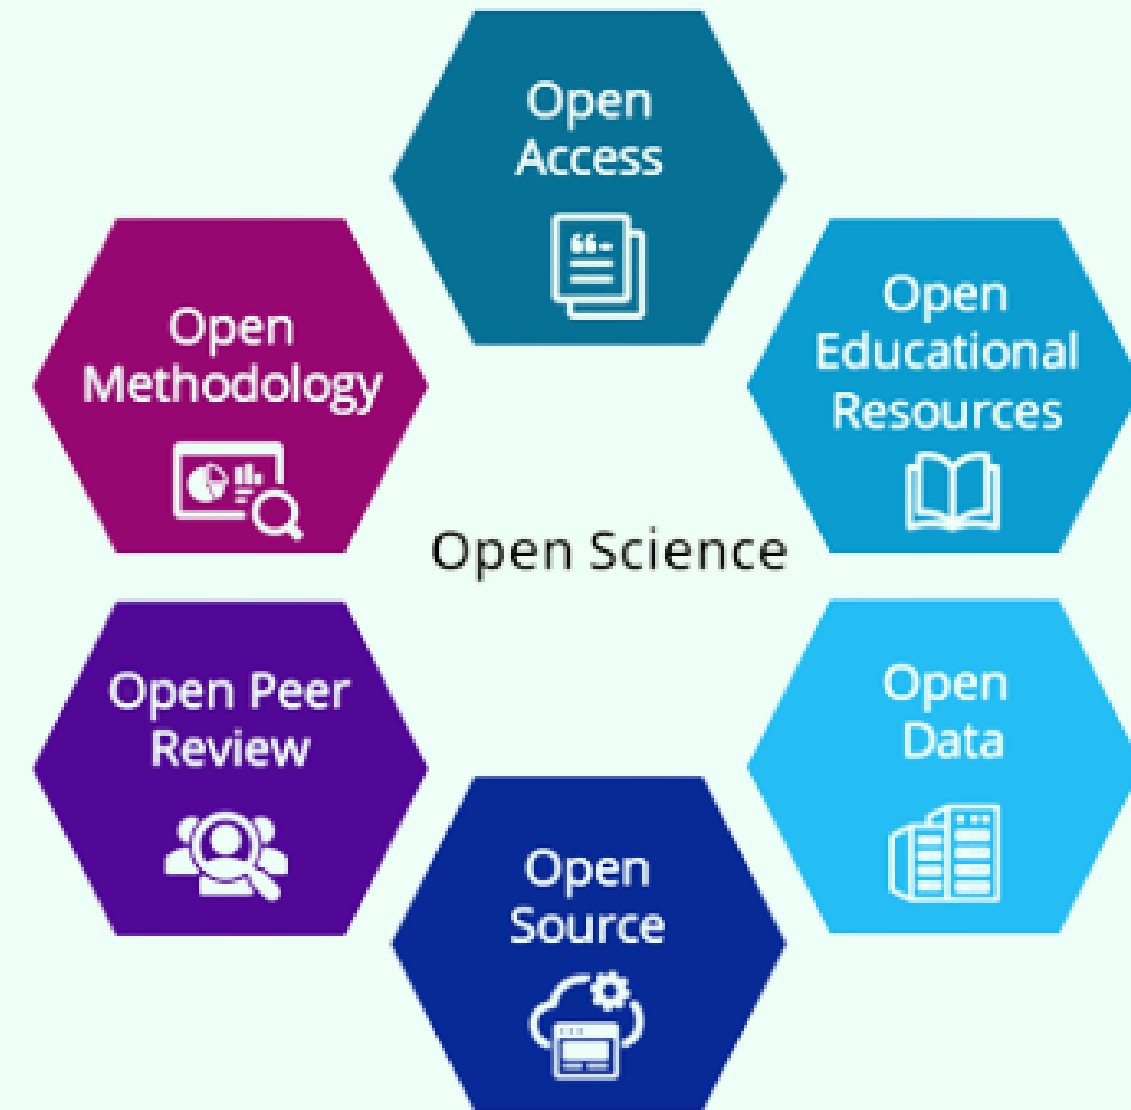 Open
Access
Open
Educational
Resources
Open
Methodology
Open Science
Open Peer
Review
Open
Data
Open
Source